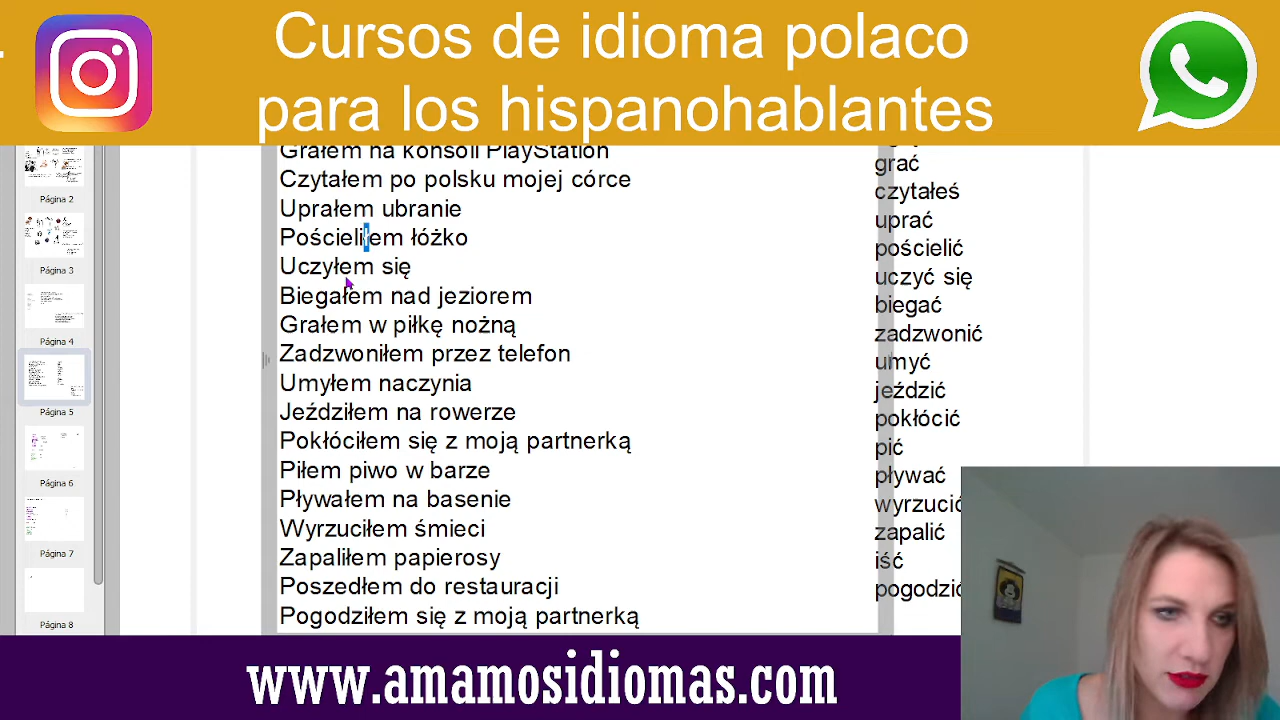 Cursos de idioma polaco
para los hispanohablantes
Grałem na konsoli PlayStation
Czytałem po polsku mojej córce
Uprałem ubranie
Pościeliłem łóżko
Uczyłem się
Biegałem nad jeziorem
Grałem w piłkę nożną
Zadzwoniłem przez telefon
Umyłem naczynia
Jeździłem na rowerze
Pokłóciłem się z moją partnerką
Piłem piwo w barze
Pływałem na basenie
Wyrzuciłem śmieci
Zapaliłem papierosy
Poszedłem do restauracji
Pogodziłem się z moją partnerką
grać
czytałeś
uprać
pościelić
uczyć się
biegać
zadzwonić
umyć
jeździć
pokłócić
pić
pływać
wyrzucić
zapalić
iść
pogodzić
Página 2
Página 3
Página 4
Página 5
Página 6
Página 7
Página 8
www.amamosidiomas.com